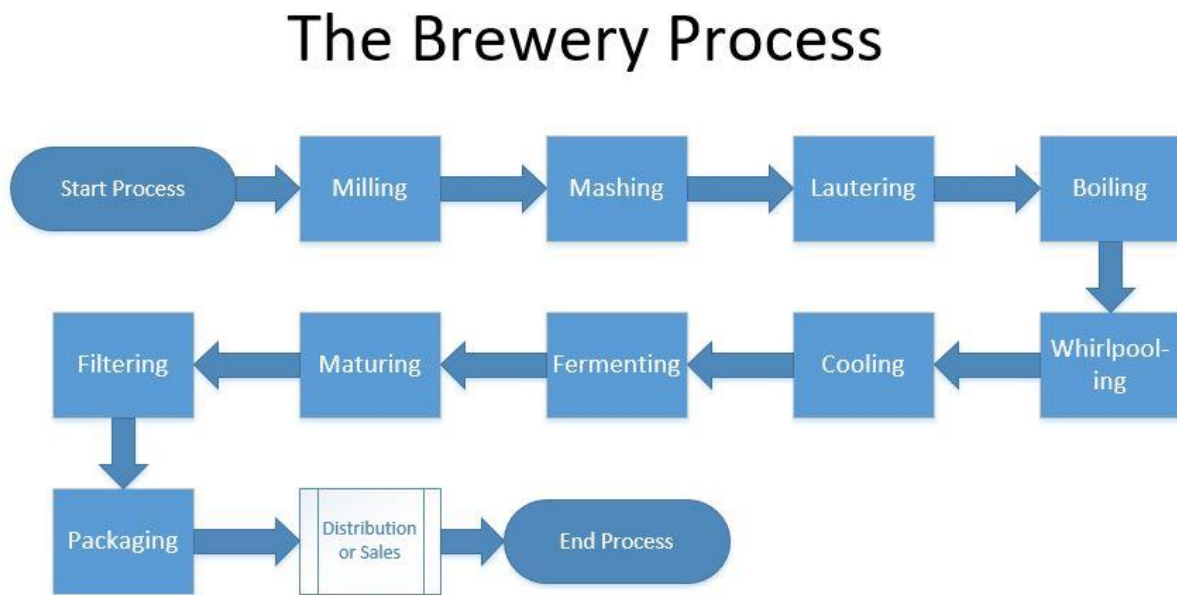 The Brewery Process
Start Process
Milling
Mashing
Lautering
Boiling
Whirlpool-
ing
Cooling
Fermenting
Maturing
Filtering
Packaging
Distribution
or Sales
End Process